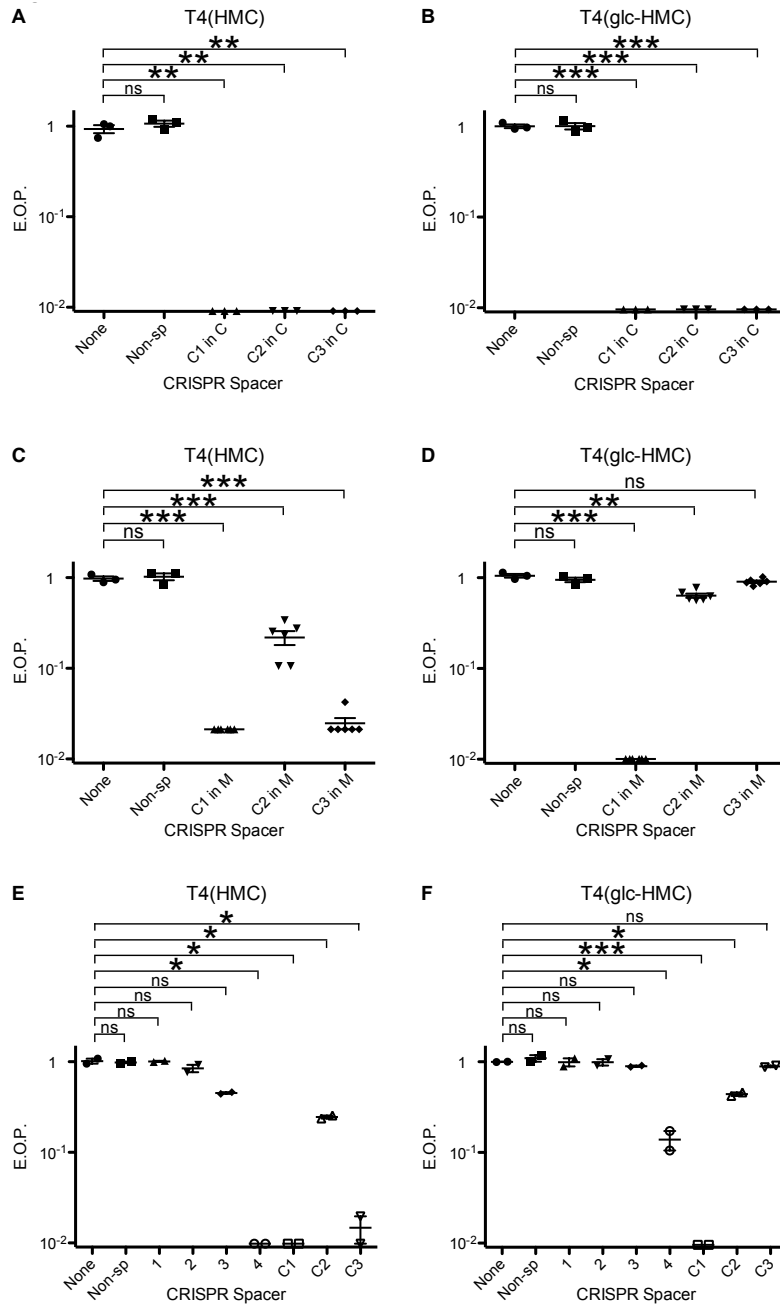 A
T4(HMC)
**
**
**
ns
1
10-1
10-2
E.O.P.
None
Non-sp
C1 in C
C2 in C
C3 in C
CRISPR Spacer
B
T4(glc-HMC)
***
***
***
ns
1
10-1
10-2
E.O.P.
None
Non-sp
C1 in C
C2 in C
C3 in C
CRISPR Spacer
C
T4(HMC)
***
***
***
ns
1
10-1
10-2
E.O.P.
None
Non-sp
C1 in M
C2 in M
C3 in M
CRISPR Spacer
D
T4(glc-HMC)
ns
**
***
ns
1
10-1
10-2
E.O.P.
None
Non-sp
C1 in M
C2 in M
C3 in M
CRISPR Spacer
E
T4(HMC)
*
*
*
*
ns
ns
ns
ns
1
10-1
10-2
E.O.P.
None
Non-sp
1
2
3
4
C1
C2
C3
CRISPR Spacer
F
T4(glc-HMC)
ns
*
***
*
ns
ns
ns
ns
1
10-1
10-2
E.O.P.
None
Non-sp
1
2
3
4
C1
C2
C3
CRISPR Spacer